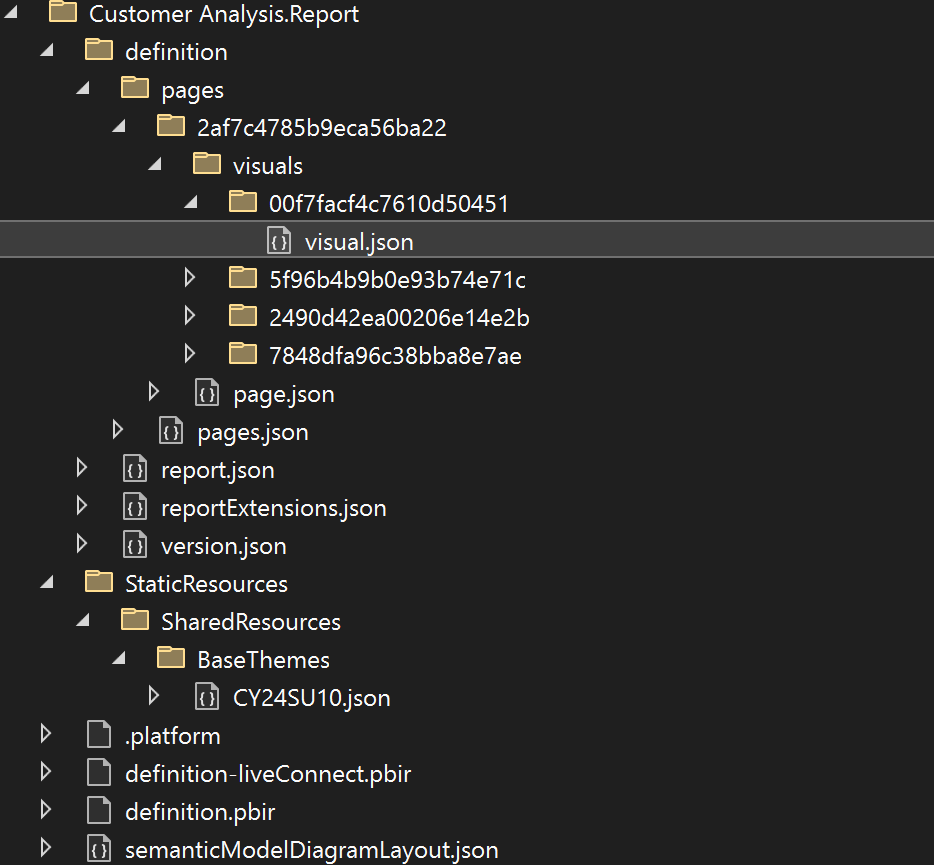 Customer Analysis.Report
definition
pages
2af7c4785b9eca56ba22
visuals
00f7facf4c7610d50451
visual.json
5f96b4b9b0e93b74e71c
2490d42ea00206e14e2b
7848dfa96c38bba8e7ae
page.json
pages.json
report.json
reportExtensions.json
version.json
StaticResources
SharedResources
BaseThemes
CY24SU10.json
.platform
definition-liveConnect.pbir
definition.pbir
semanticModelDiagramLayout.json